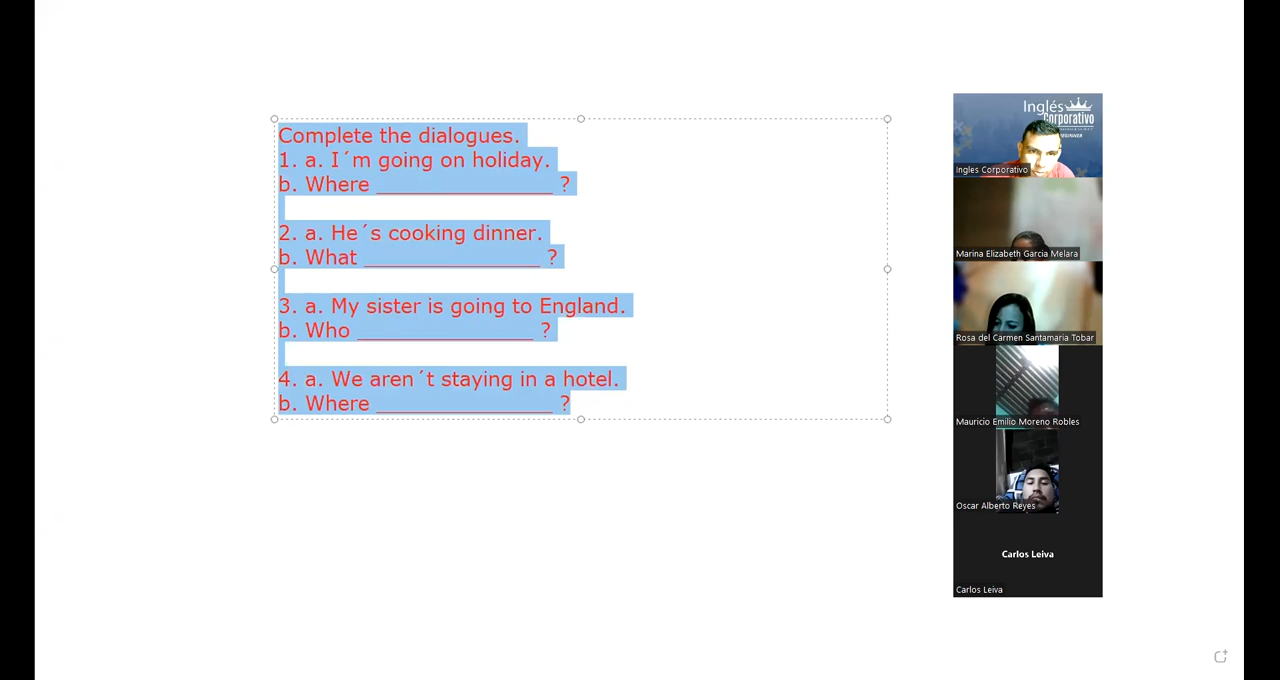 Complete the dialogues.
1. a. I´m going on holiday.
b. Where ________________ ?
2. a. He´s cooking dinner.
b. What ________________ ?
3. a. My sister is going to England.
b. Who ________________ ?
4. a. We aren´t staying in a hotel.
b. Where ________________ ?
Inglés
Corporativo
Ingles Corporativo
Marina Elizabeth Garcia Melara
Rosa del Carmen Santamaria Tobar
Mauricio Emilio Moreno Robles
Oscar Alberto Reyes
Carlos Leiva
Carlos Leiva